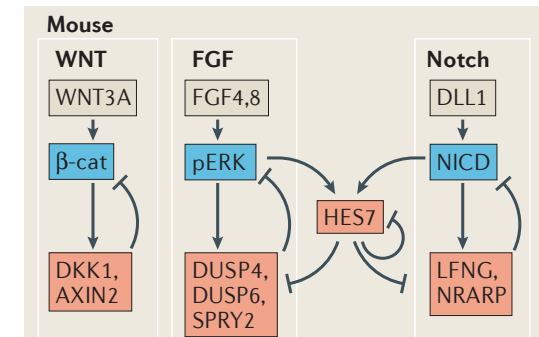 Mouse
WNT
FGF
Notch
WNT3A
FGF4,8
DLL1
β-cat
pERK
NICD
HES7
DKK1,
AXIN2
DUSP4,
DUSP6,
SPRY2
LFNG,
NRARP